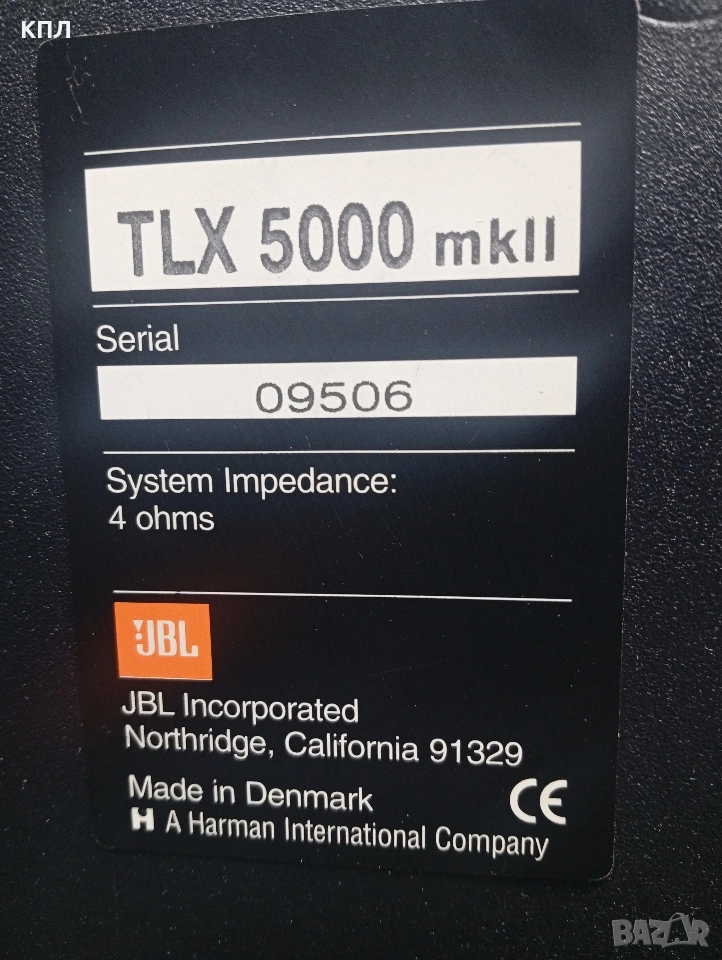 КПЛ
TLX 5000 mkII
Serial
09506
System Impedance:
4 ohms
JBL
JBL Incorporated
Northridge, California 91329
Made in Denmark
CE
H A Harman International Company
BAZAR